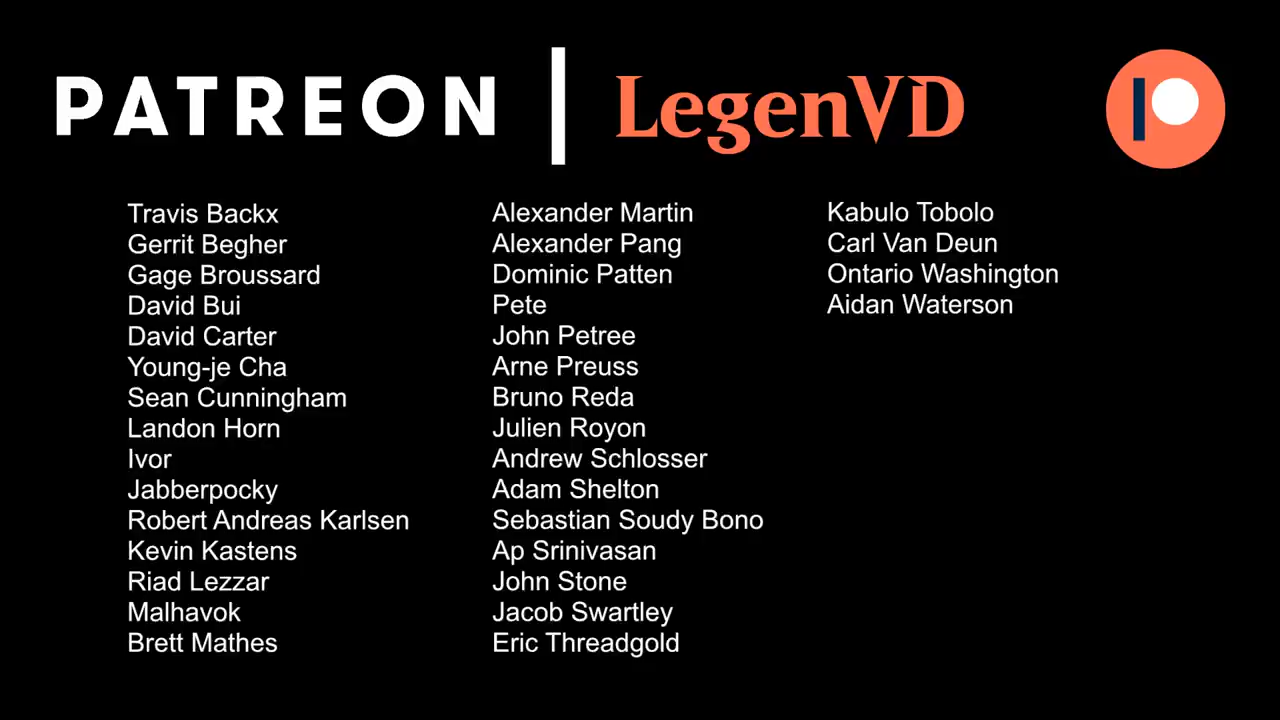 PATREON | LegenVD
Travis Backx
Gerrit Begher
Gage Broussard
David Bui
David Carter
Young-je Cha
Sean Cunningham
Landon Horn
Ivor
Jabberpocky
Robert Andreas Karlsen
Kevin Kastens
Riad Lezzar
Malhavok
Brett Mathes
Alexander Martin
Alexander Pang
Dominic Patten
Pete
John Petree
Arne Preuss
Bruno Reda
Julien Royon
Andrew Schlosser
Adam Shelton
Sebastian Soudy Bono
Ap Srinivasan
John Stone
Jacob Swartley
Eric Threadgold
Kabulo Tobolo
Carl Van Deun
Ontario Washington
Aidan Waterson